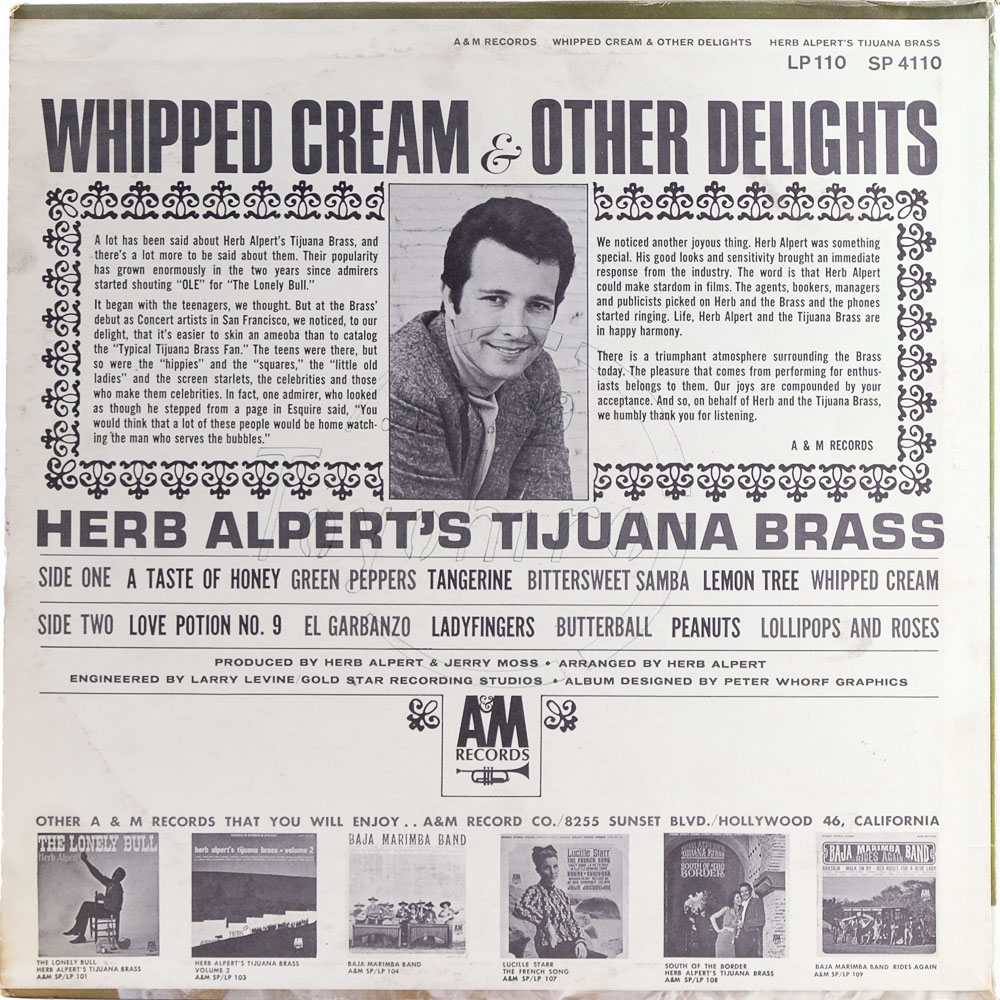 A & M RECORDS WHIPPED CREAM & OTHER DELIGHTS HERB ALPERT'S TIJUANA BRASS
LP 110 SP 4110
WHIPPED CREAM & OTHER DELIGHTS
A lot has been said about Herb Alpert's Tijuana Brass, and
there's a lot more to be said about them. Their popularity
has grown enormously in the two years since admirers
started shouting "OLE" for "The Lonely Bull."
It began with the teenagers, we thought. But at the Brass'
debut as Concert artists in San Francisco, we noticed, to our
delight, that it's easier to skin an ameoba than to catalog
the "Typical Tijuana Brass Fan." The teens were there, but
so were the "hippies" and the "squares," the "little old
ladies" and the screen starlets, the celebrities and those
who make them celebrities. In fact, one admirer, who looked
as though he stepped from a page in Esquire said, "You
would think that a lot of these people would be home watch-
ing the man who serves the bubbles."
We noticed another joyous thing. Herb Alpert was something
special. His good looks and sensitivity brought an immediate
response from the industry. The word is that Herb Alpert
could make stardom in films. The agents, bookers, managers
and publicists picked on Herb and the Brass and the phones
started ringing. Life, Herb Alpert and the Tijuana Brass are
in happy harmony.
There is a triumphant atmosphere surrounding the Brass
today. The pleasure that comes from performing for enthus-
iasts belongs to them. Our joys are compounded by your
acceptance. And so, on behalf of Herb and the Tijuana Brass,
we humbly thank you for listening.
A & M RECORDS
HERB ALPERT'S TIJUANA BRASS
SIDE ONE A TASTE OF HONEY GREEN PEPPERS TANGERINE BITTERSWEET SAMBA LEMON TREE WHIPPED CREAM
SIDE TWO LOVE POTION NO. 9 EL GARBANZO LADYFINGERS BUTTERBALL PEANUTS LOLLIPOPS AND ROSES
PRODUCED BY HERB ALPERT & JERRY MOSS • ARRANGED BY HERB ALPERT
ENGINEERED BY LARRY LEVINE/GOLD STAR RECORDING STUDIOS • ALBUM DESIGNED BY PETER WHORF GRAPHICS
A&M
RECORDS
OTHER A & M RECORDS THAT YOU WILL ENJOY . . A&M RECORD CO./8255 SUNSET BLVD./HOLLYWOOD 46, CALIFORNIA
THE LONELY BULL
Herb Alpert
herb alpert's tijuana brass • volume 2
BAJA MARIMBA BAND
Lucille Starr
THE FRENCH SONG
HERB ALPERT'S
TIJUANA BRASS
SOUTH OF THE
BORDER
BAJA MARIMBA BAND
RIDES AGAIN
THE LONELY BULL
HERB ALPERT'S TIJUANA BRASS
A&M SP/LP 101
HERB ALPERT'S TIJUANA BRASS
VOLUME 2
A&M SP/LP 103
BAJA MARIMBA BAND
A&M SP/LP 104
LUCILLE STARR
THE FRENCH SONG
A&M SP/LP 107
SOUTH OF THE BORDER
HERB ALPERT'S TIJUANA BRASS
A&M SP/LP 108
BAJA MARIMBA BAND RIDES AGAIN
A&M SP/LP 109